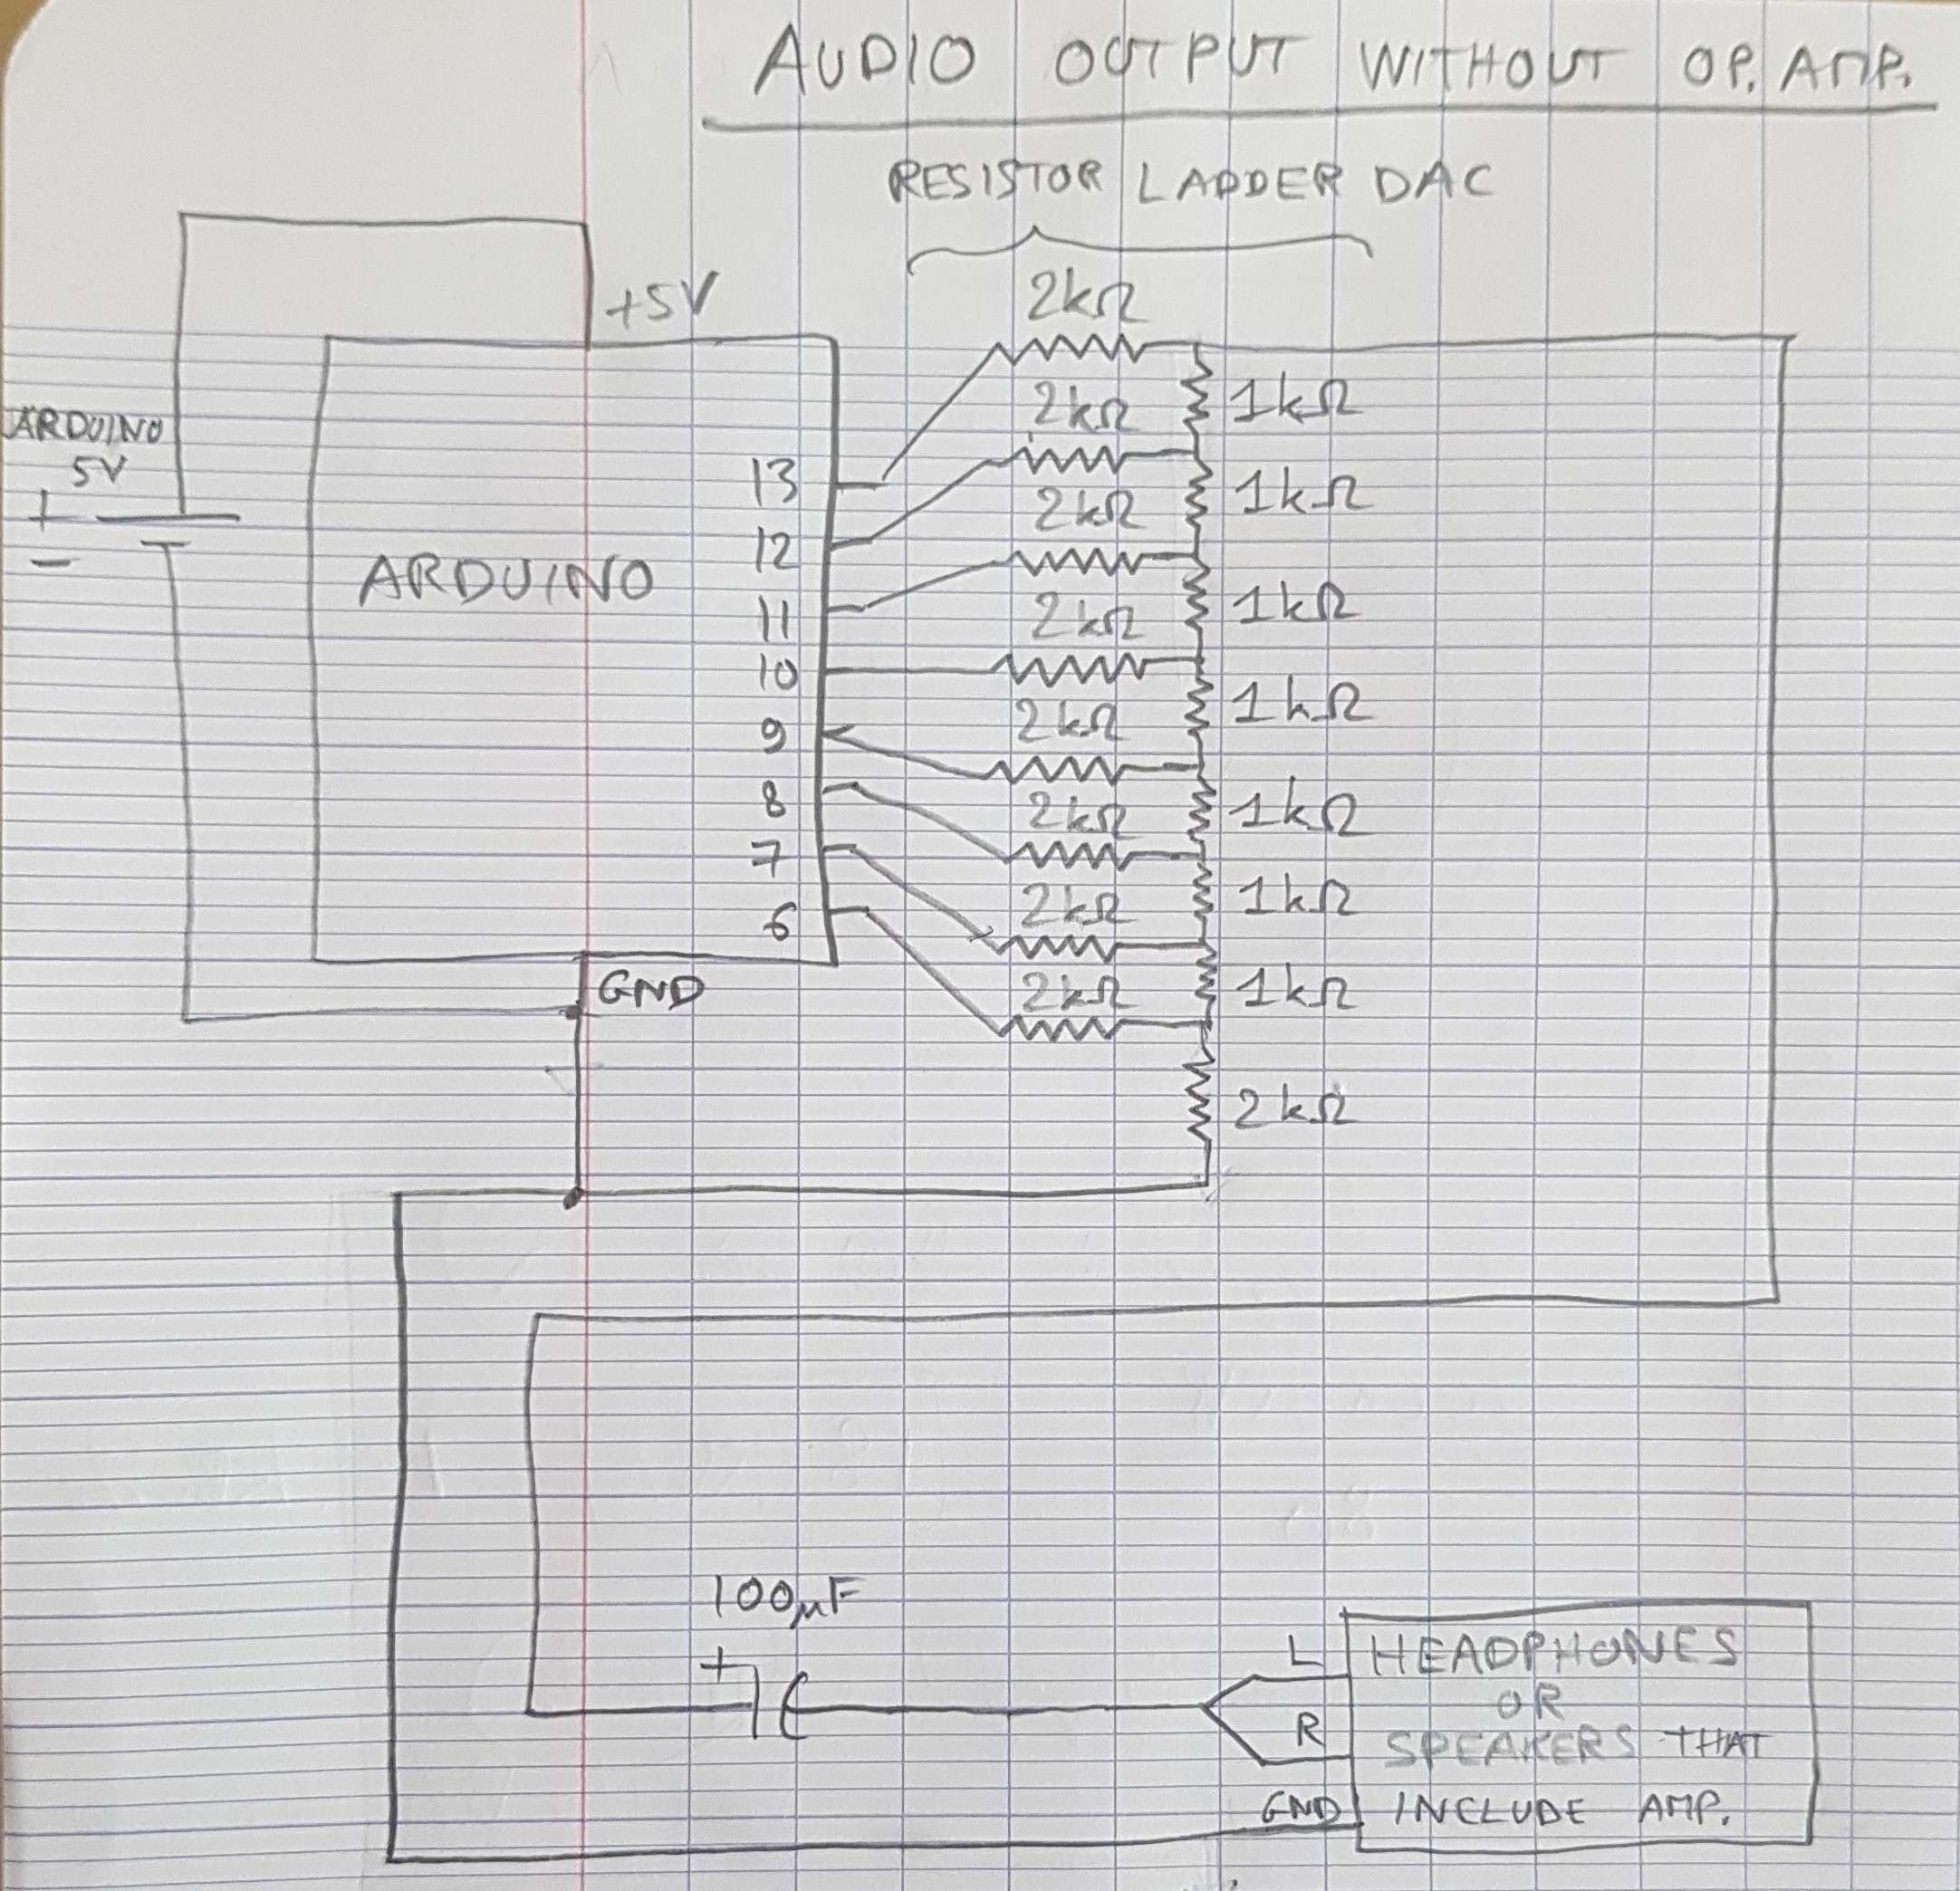 AUDIO OUTPUT WITHOUT OP. AMP.
RESISTOR LADDER DAC
+5V
2kΩ
1kΩ
2kΩ
1kΩ
2kΩ
1kΩ
2kΩ
1kΩ
2kΩ
1kΩ
2kΩ
1kΩ
2kΩ
1kΩ
2kΩ
2kΩ
ARDUINO
5V
+
-
ARDUINO
13
12
11
10
9
8
7
6
GND
100μF
+
L
R
GND
HEADPHONES
OR
SPEAKERS THAT
INCLUDE AMP.